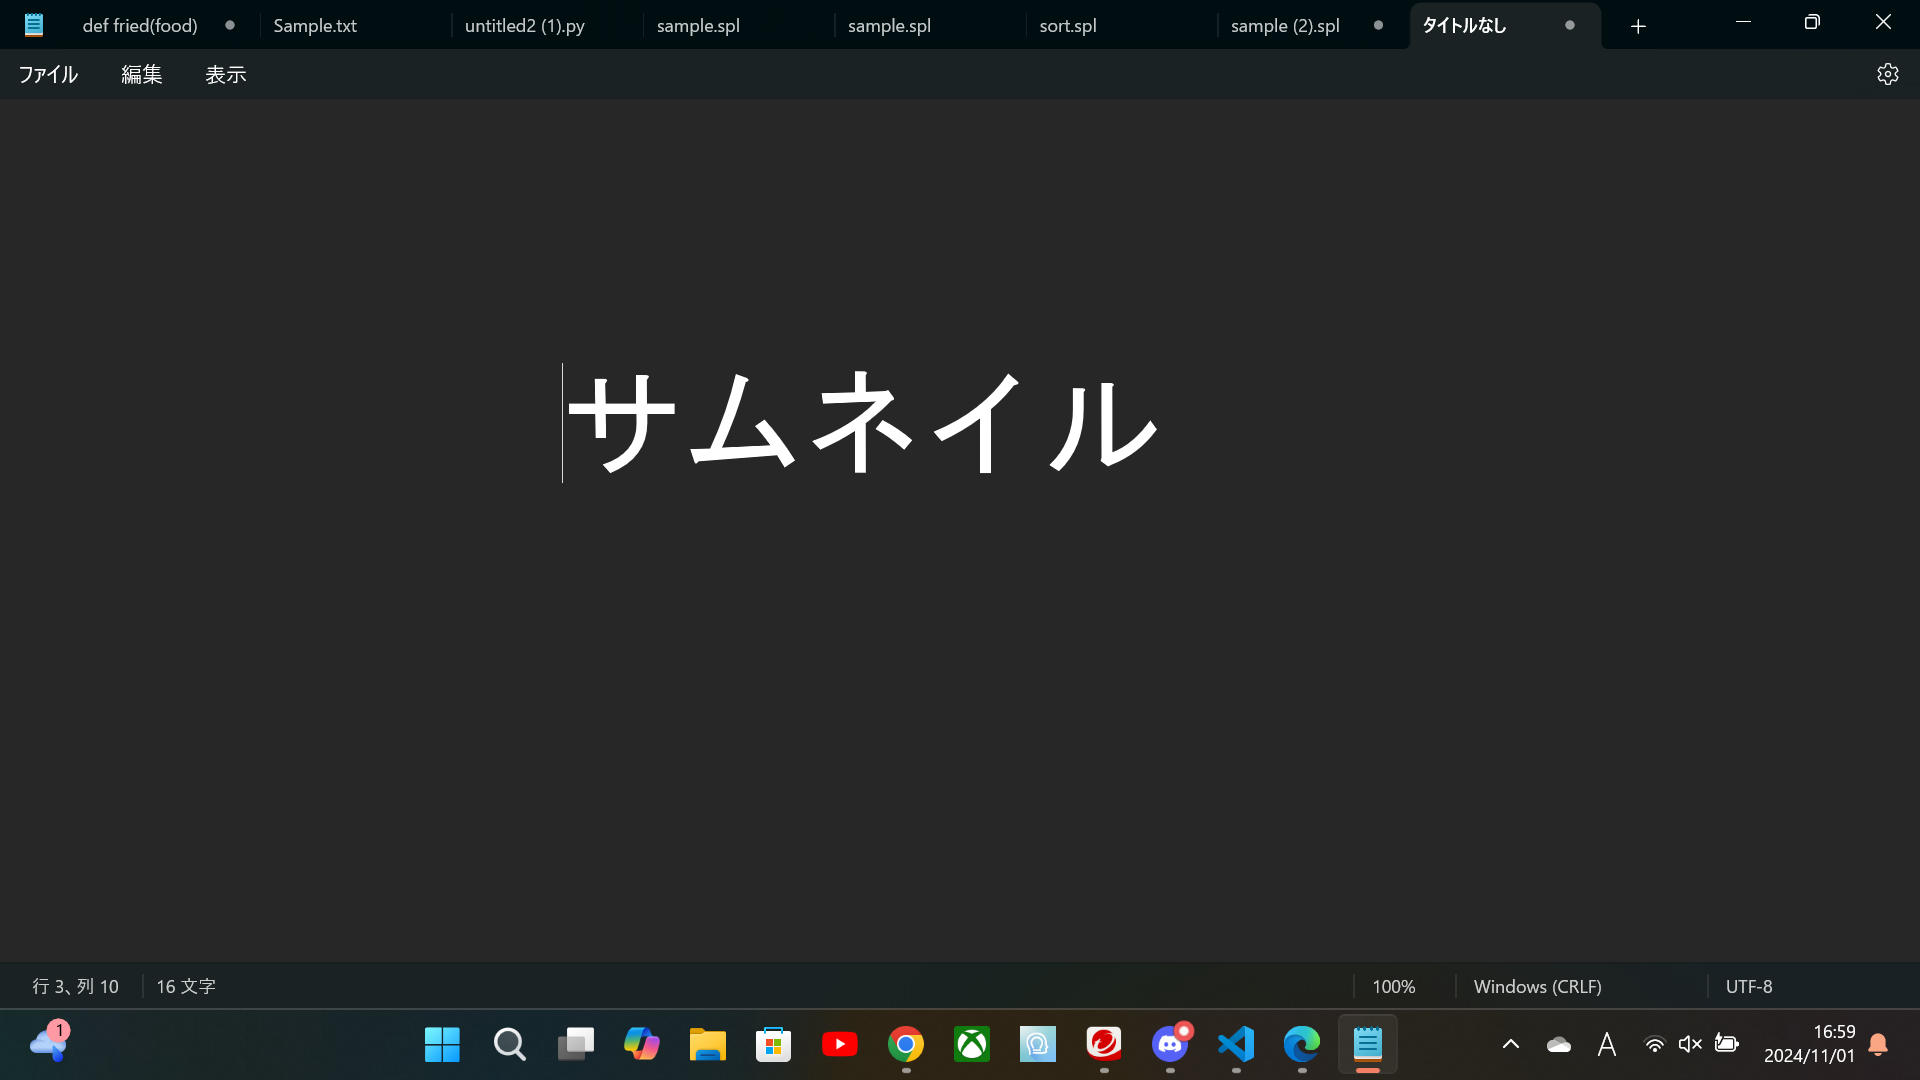 def fried(food)
Sample.txt
untitled2 (1).py
sample.spl
sample.spl
sort.spl
sample (2).spl
タイトルなし
ファイル 編集 表示
サムネイル
行 3、列 10
16 文字
100%
Windows (CRLF)
UTF-8
1
A
16:59
2024/11/01